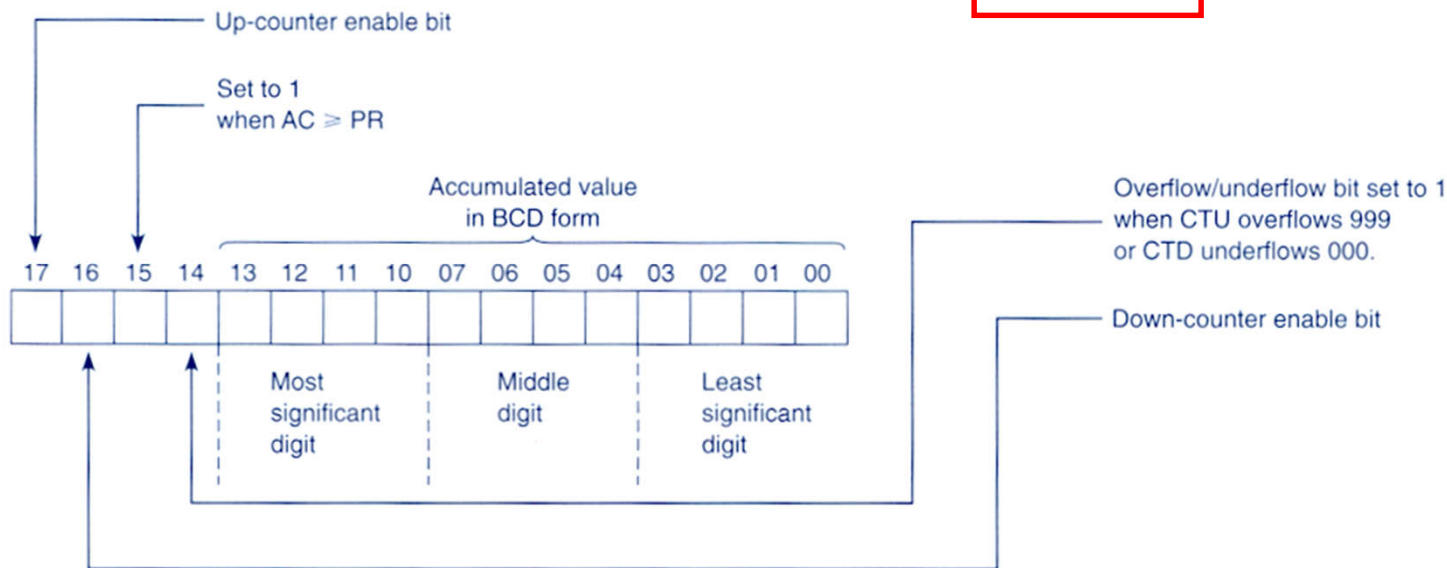 Up-counter enable bit
Set to 1
when AC ⩾ PR
Accumulated value
in BCD form
Overflow/underflow bit set to 1
when CTU overflows 999
or CTD underflows 000.
17 16 15 14 13 12 11 10 07 06 05 04 03 02 01 00
Down-counter enable bit
Most
significant
digit
Middle
digit
Least
significant
digit